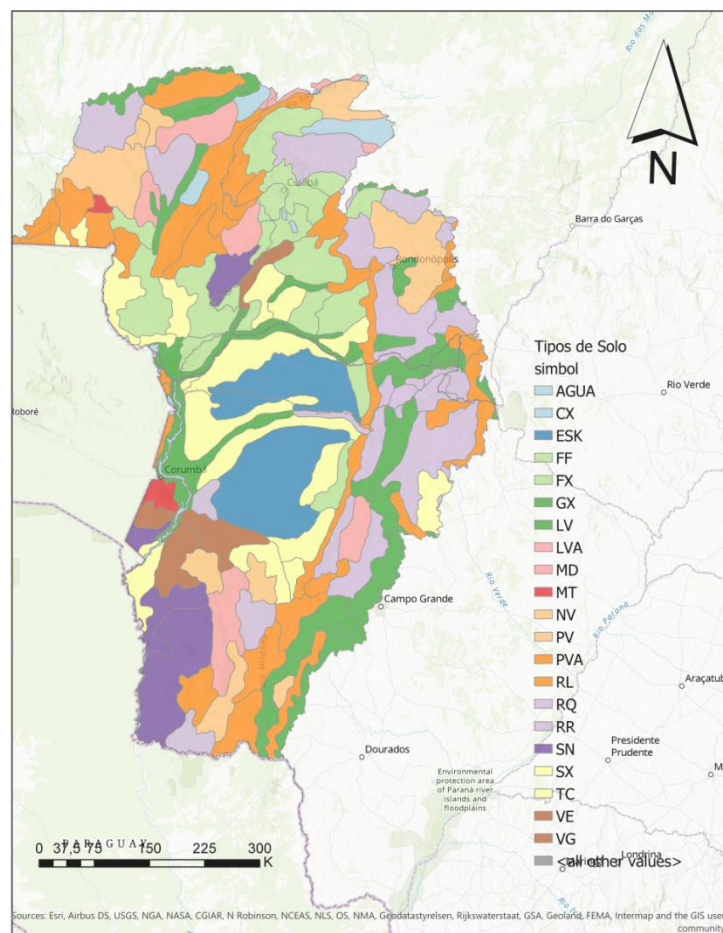 Rio das Mo
N
Cuiabá
Barra do Garças
Rondonópolis
Tipos de Solo
simbol
AGUA
CX
ESK
FF
FX
GX
LV
LVA
MD
MT
NV
PV
PVA
RL
RQ
RR
SN
SX
TC
VE
VG
<all other values>
Rio Verde
Roboré
Corumbá
Rio Verde
Campo Grande
Rio Paraná
Araçatub
Dourados
Presidente
Prudente
Environmental
protection area
of Paraná river
islands and
floodplains
Londrina
PARAGUAY
0 37,5 75 150 225 300
K
Sources: Esri, Airbus DS, USGS, NGA, NASA, CGIAR, N Robinson, NCEAS, NLS, OS, NMA, Geodatastyrelsen, Rijkswaterstaat, GSA, Geoland, FEMA, Intermap and the GIS user
community